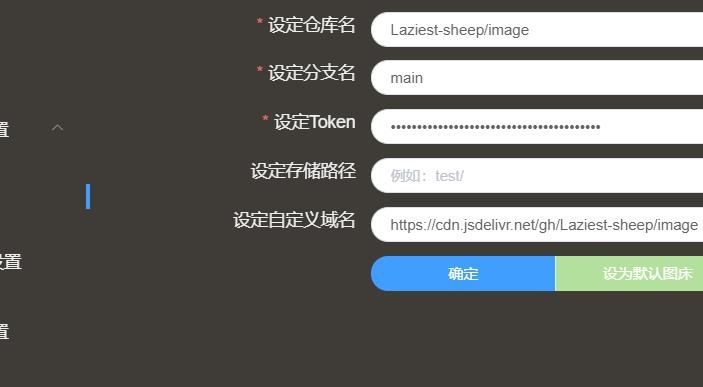 * 设定仓库名 Laziest-sheep/image
* 设定分支名 main
置
* 设定Token ••••••••••••••••••••••••••••••••••••••••
设定存储路径 例如：test/
设定自定义域名 https://cdn.jsdelivr.net/gh/Laziest-sheep/image
设置
确定 设为默认图床
置